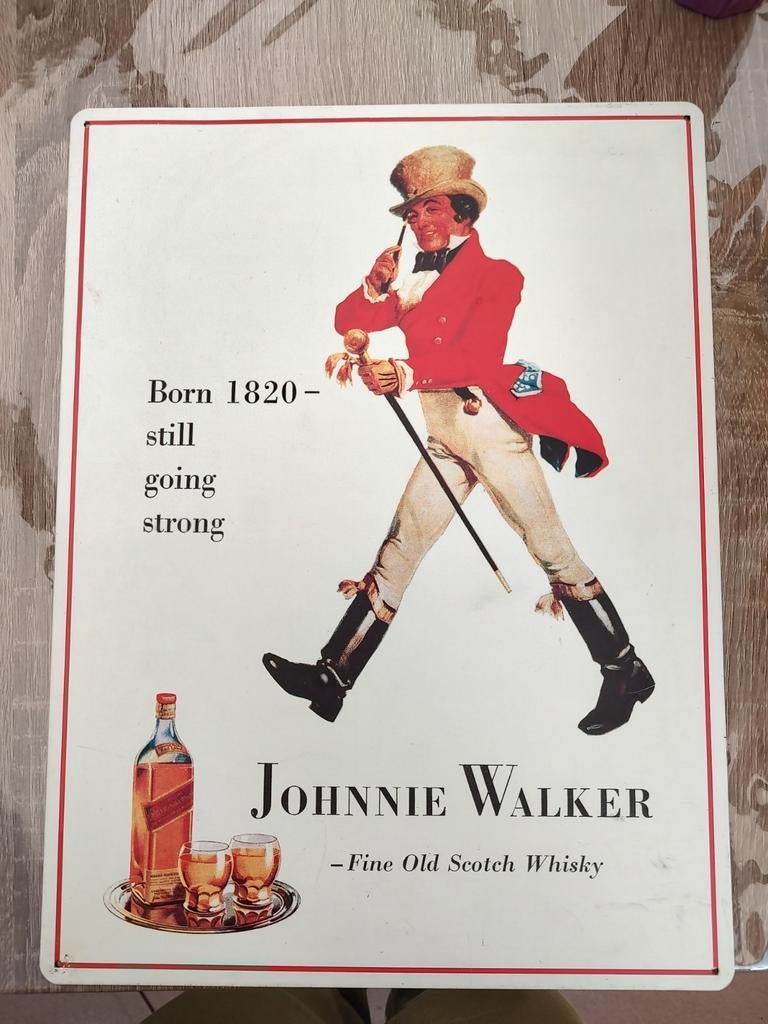 Born 1820 –
still
going
strong
JOHNNIE WALKER
– Fine Old Scotch Whisky